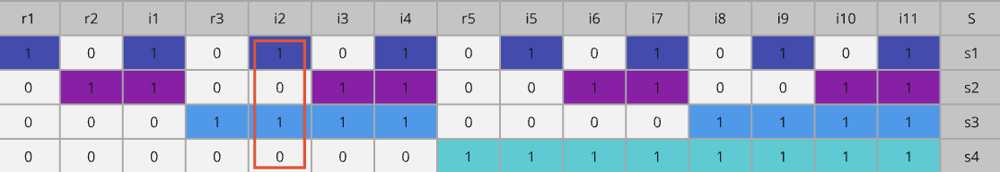 r1 r2 i1 r3 i2 i3 i4 r5 i5 i6 i7 i8 i9 i10 i11 S
1 0 1 0 1 0 1 0 1 0 1 0 1 0 1 s1
0 1 1 0 0 1 1 0 0 1 1 0 0 1 1 s2
0 0 0 1 1 1 1 0 0 0 0 1 1 1 1 s3
0 0 0 0 0 0 0 1 1 1 1 1 1 1 1 s4